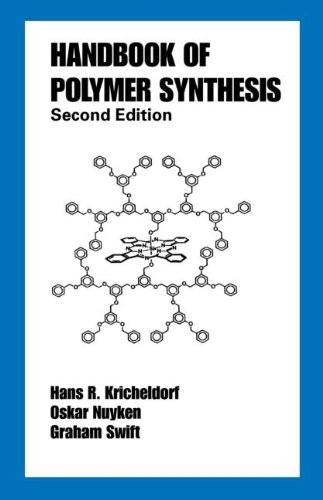 HANDBOOK OF
POLYMER SYNTHESIS
Second Edition
Hans R. Kricheldorf
Oskar Nuyken
Graham Swift